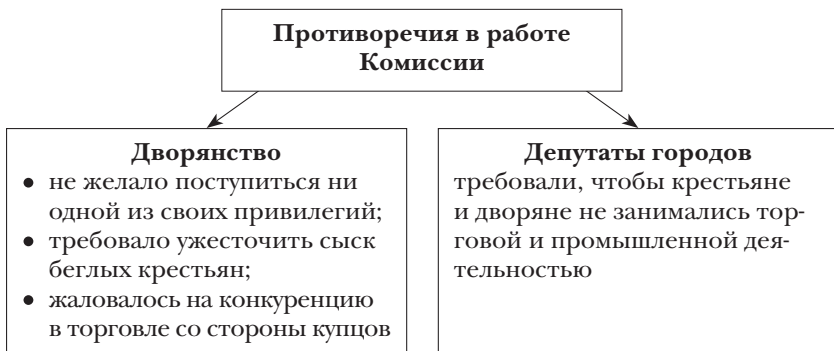 Противоречия в работе
Комиссии
Дворянство
• не желало поступиться ни
одной из своих привилегий;
• требовало ужесточить сыск
беглых крестьян;
• жаловалось на конкуренцию
в торговле со стороны купцов
Депутаты городов
требовали, чтобы крестьяне
и дворяне не занимались тор-
говой и промышленной дея-
тельностью